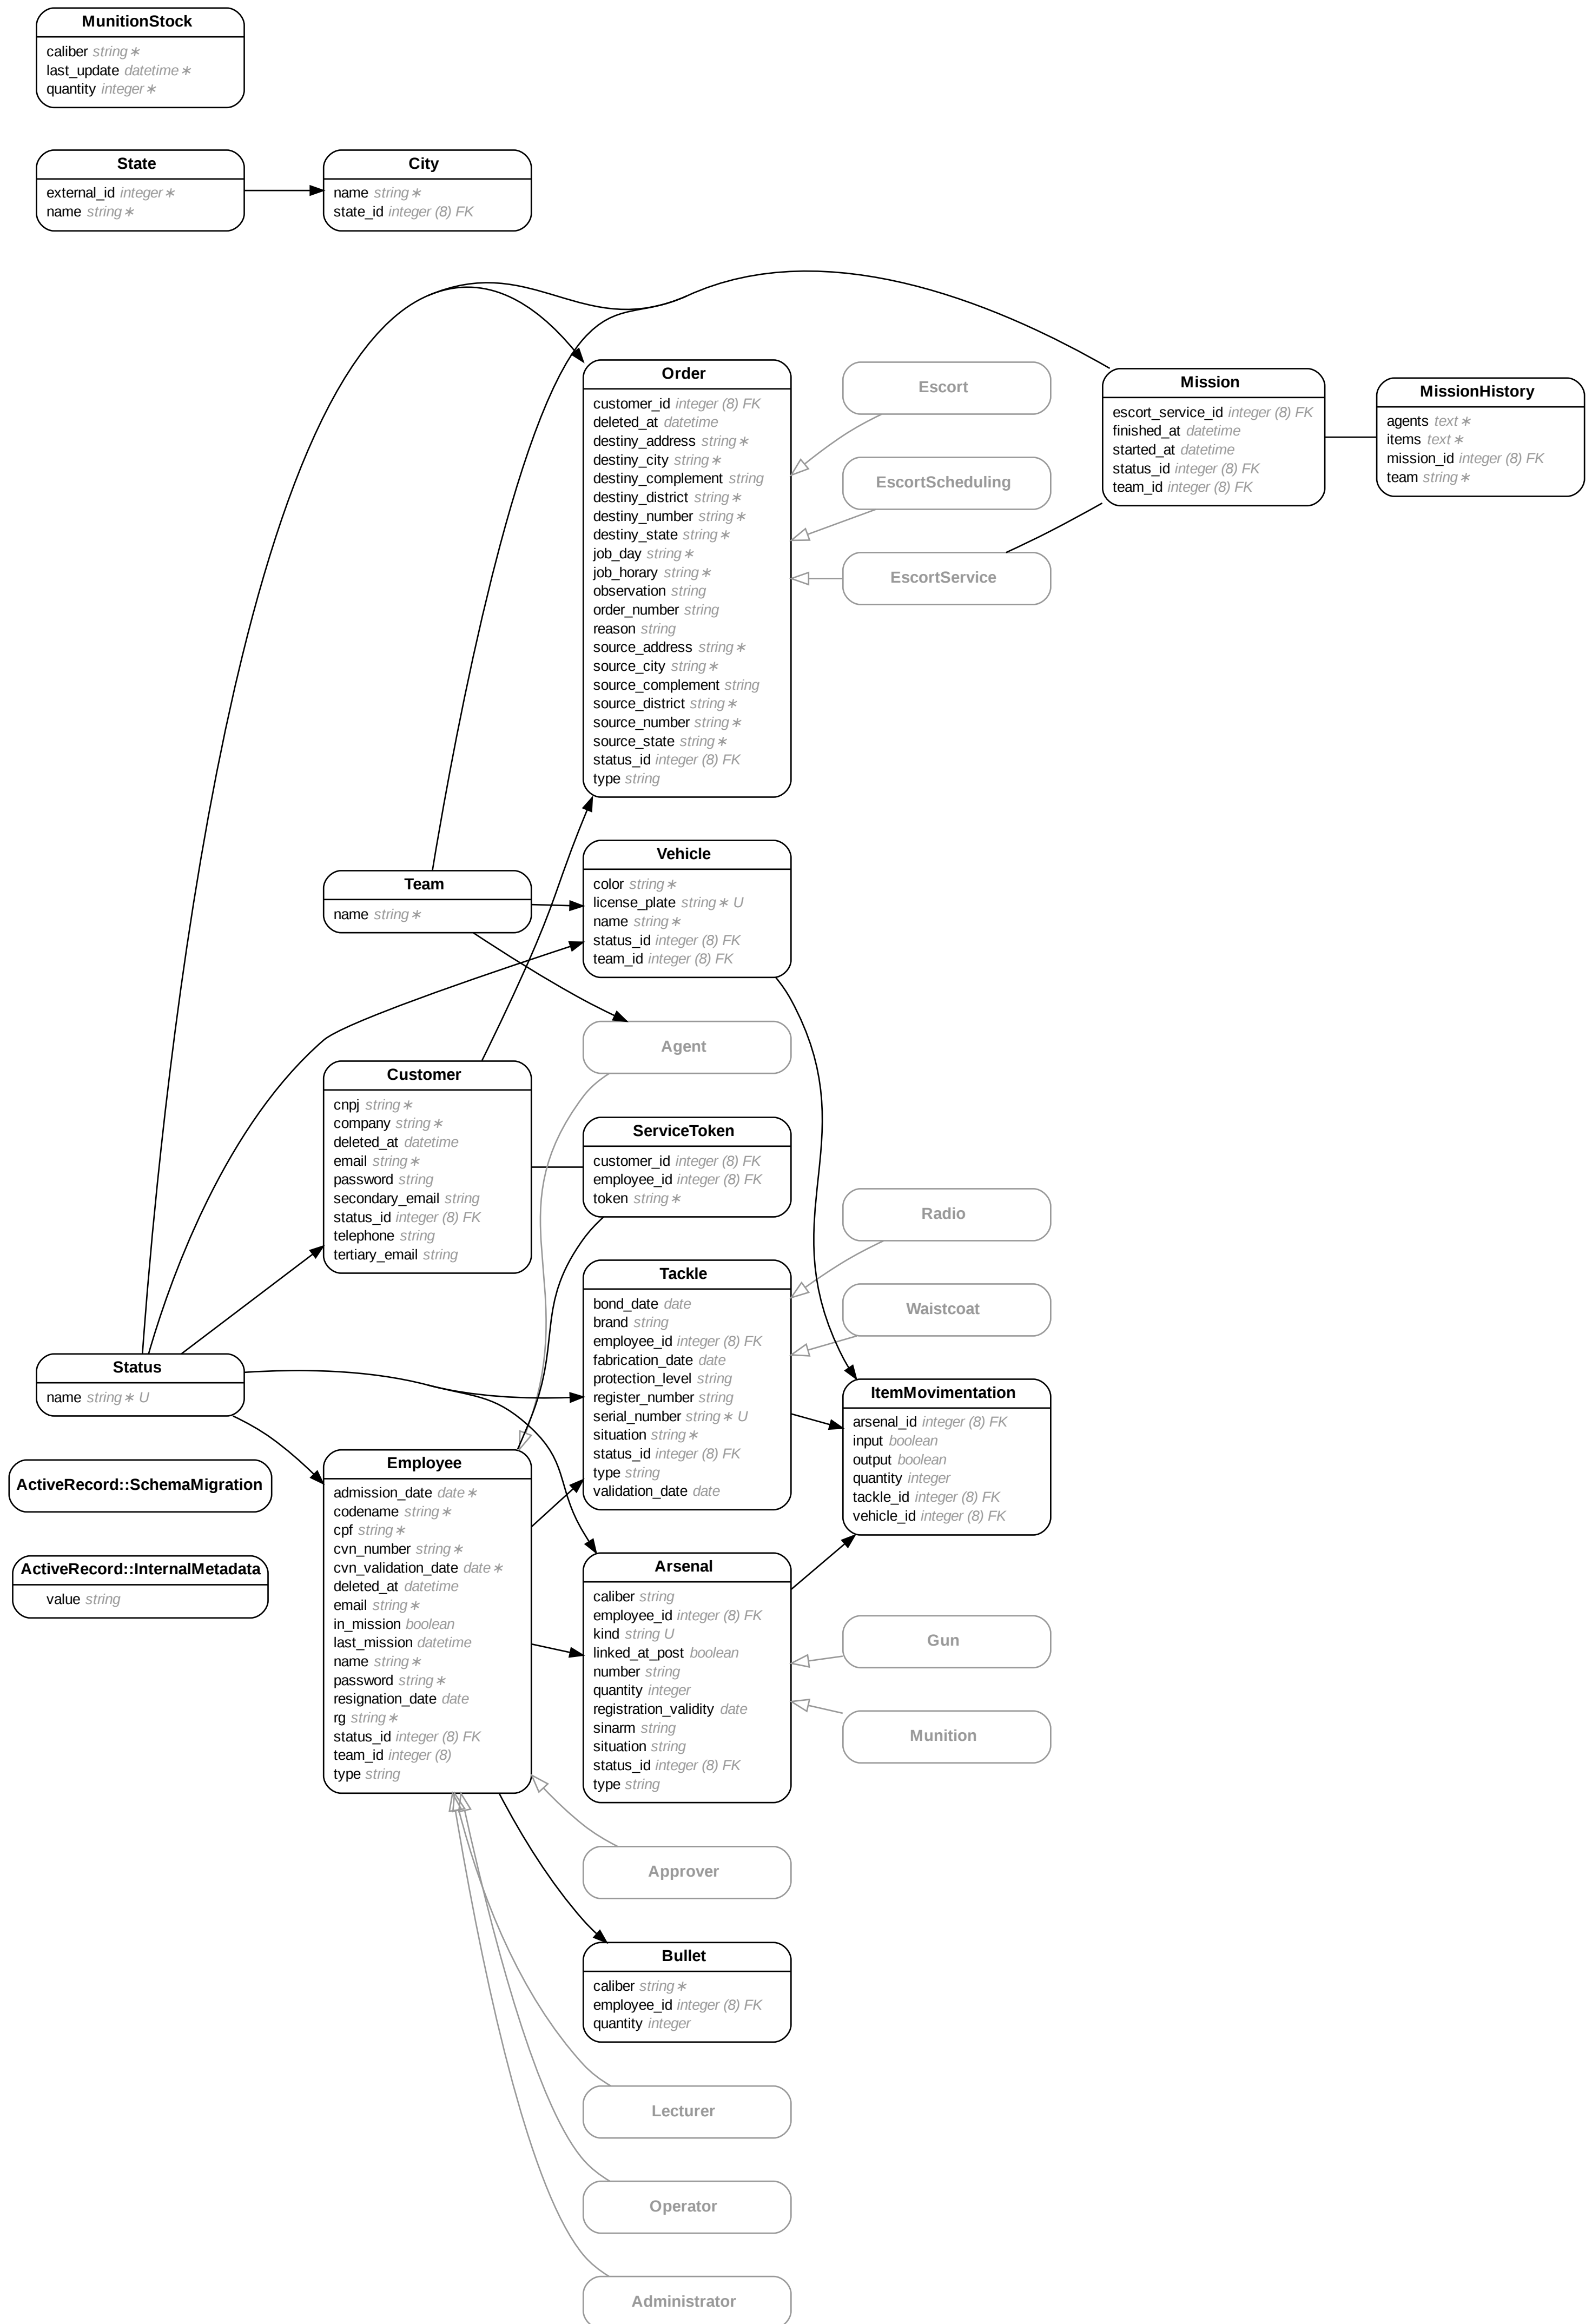 MunitionStock
caliber string ∗
last_update datetime ∗
quantity integer ∗
State
external_id integer ∗
name string ∗
City
name string ∗
state_id integer (8) FK
Order
customer_id integer (8) FK
deleted_at datetime
destiny_address string ∗
destiny_city string ∗
destiny_complement string
destiny_district string ∗
destiny_number string ∗
destiny_state string ∗
job_day string ∗
job_horary string ∗
observation string
order_number string
reason string
source_address string ∗
source_city string ∗
source_complement string
source_district string ∗
source_number string ∗
source_state string ∗
status_id integer (8) FK
type string
Escort
EscortScheduling
EscortService
Mission
escort_service_id integer (8) FK
finished_at datetime
started_at datetime
status_id integer (8) FK
team_id integer (8) FK
MissionHistory
agents text ∗
items text ∗
mission_id integer (8) FK
team string ∗
Team
name string ∗
Vehicle
color string ∗
license_plate string ∗ U
name string ∗
status_id integer (8) FK
team_id integer (8) FK
Agent
Customer
cnpj string ∗
company string ∗
deleted_at datetime
email string ∗
password string
secondary_email string
status_id integer (8) FK
telephone string
tertiary_email string
ServiceToken
customer_id integer (8) FK
employee_id integer (8) FK
token string ∗
Tackle
bond_date date
brand string
employee_id integer (8) FK
fabrication_date date
protection_level string
register_number string
serial_number string ∗ U
situation string ∗
status_id integer (8) FK
type string
validation_date date
Radio
Waistcoat
Status
name string ∗ U
ItemMovimentation
arsenal_id integer (8) FK
input boolean
output boolean
quantity integer
tackle_id integer (8) FK
vehicle_id integer (8) FK
ActiveRecord::SchemaMigration
ActiveRecord::InternalMetadata
value string
Employee
admission_date date ∗
codename string ∗
cpf string ∗
cvn_number string ∗
cvn_validation_date date ∗
deleted_at datetime
email string ∗
in_mission boolean
last_mission datetime
name string ∗
password string ∗
resignation_date date
rg string ∗
status_id integer (8) FK
team_id integer (8)
type string
Arsenal
caliber string
employee_id integer (8) FK
kind string U
linked_at_post boolean
number string
quantity integer
registration_validity date
sinarm string
situation string
status_id integer (8) FK
type string
Gun
Munition
Approver
Bullet
caliber string ∗
employee_id integer (8) FK
quantity integer
Lecturer
Operator
Administrator